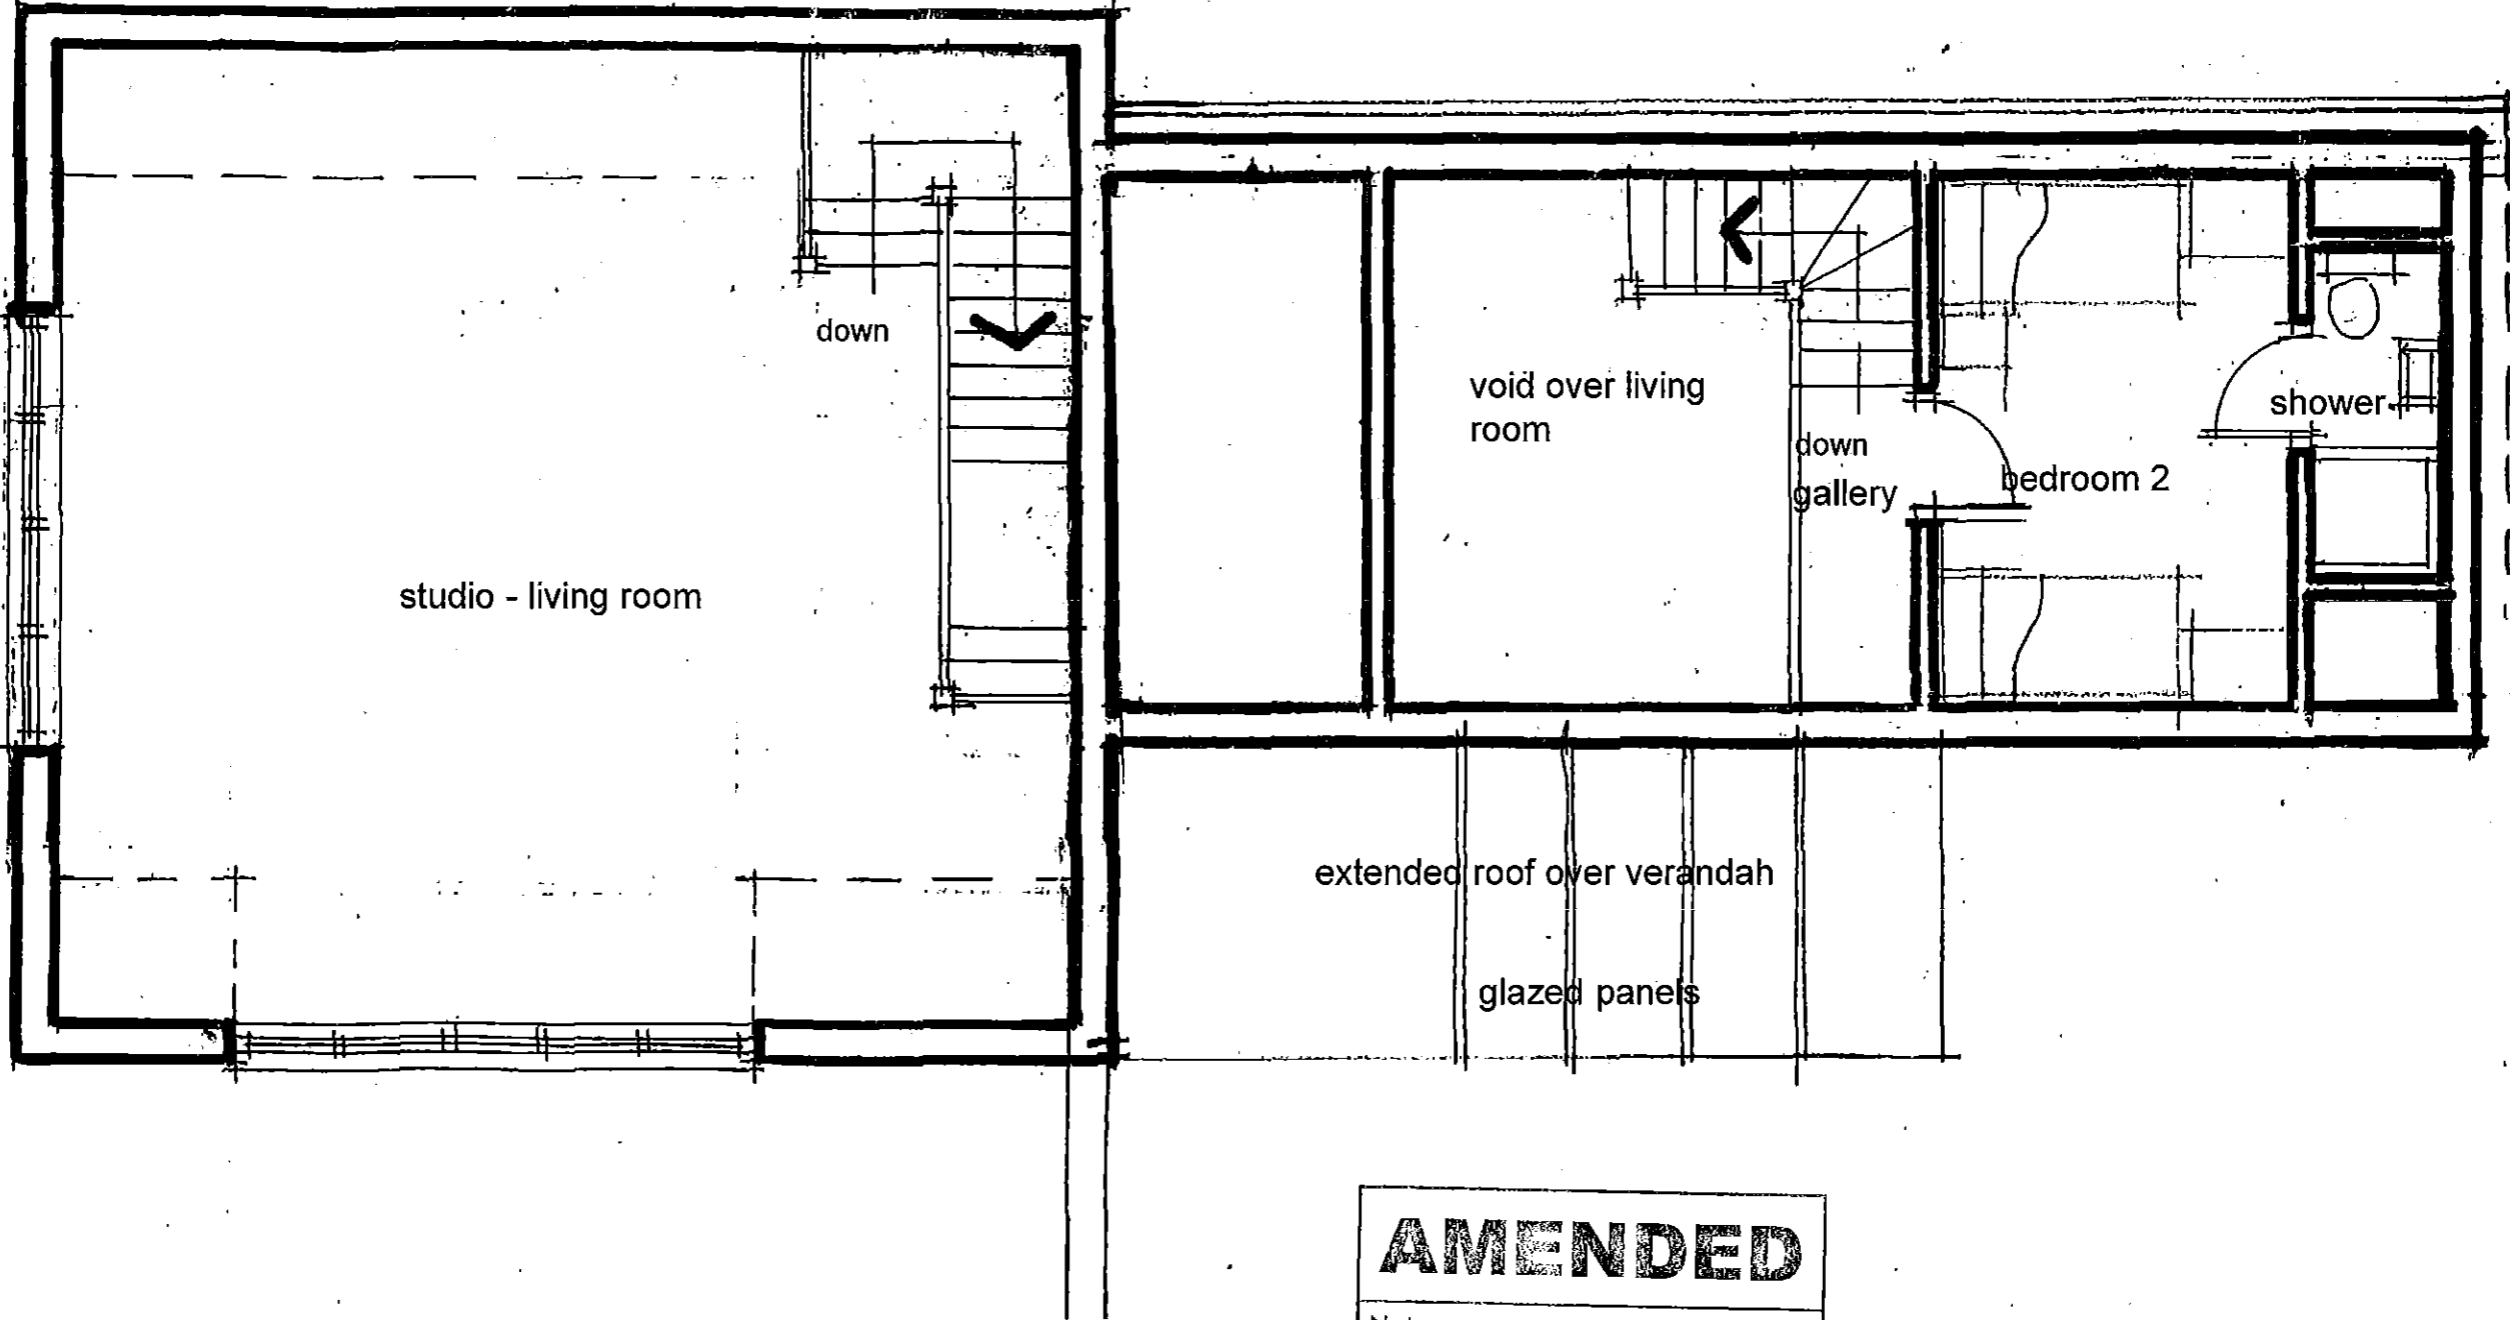 down
studio - living room
void over living
room
down
gallery
bedroom 2
shower
extended roof over verandah
glazed panels
AMENDED